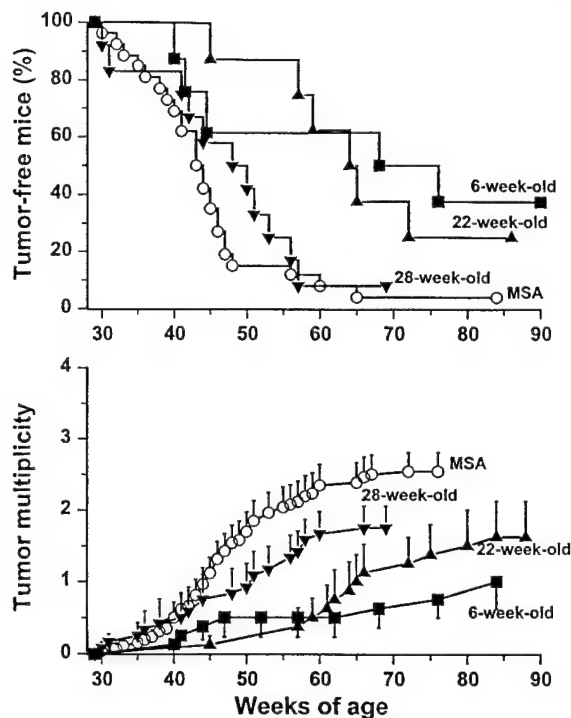 Tumor-free mice (%)
100
80
60
40
20
0
6-week-old
22-week-old
28-week-old
MSA
30 40 50 60 70 80 90
Tumor multiplicity
4
3
2
1
0
MSA
28-week-old
22-week-old
6-week-old
30 40 50 60 70 80 90
Weeks of age